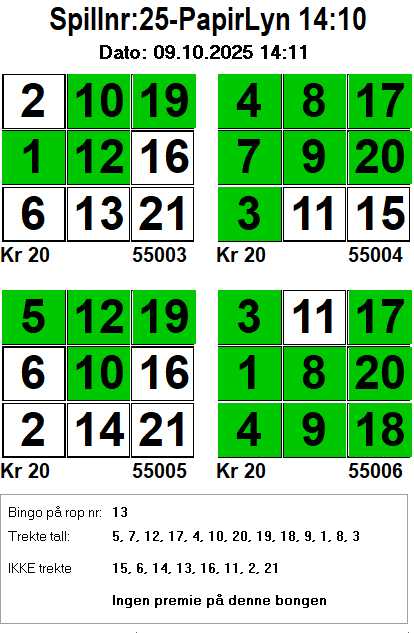 Spillnr:25-PapirLyn 14:10
Dato: 09.10.2025 14:11
2 10 19
1 12 16
6 13 21
Kr 20 55003
4 8 17
7 9 20
3 11 15
Kr 20 55004
5 12 19
6 10 16
2 14 21
Kr 20 55005
3 11 17
1 8 20
4 9 18
Kr 20 55006
Bingo på rop nr: 13
Trekte tall: 5, 7, 12, 17, 4, 10, 20, 19, 18, 9, 1, 8, 3
IKKE trekte 15, 6, 14, 13, 16, 11, 2, 21
Ingen premie på denne bongen